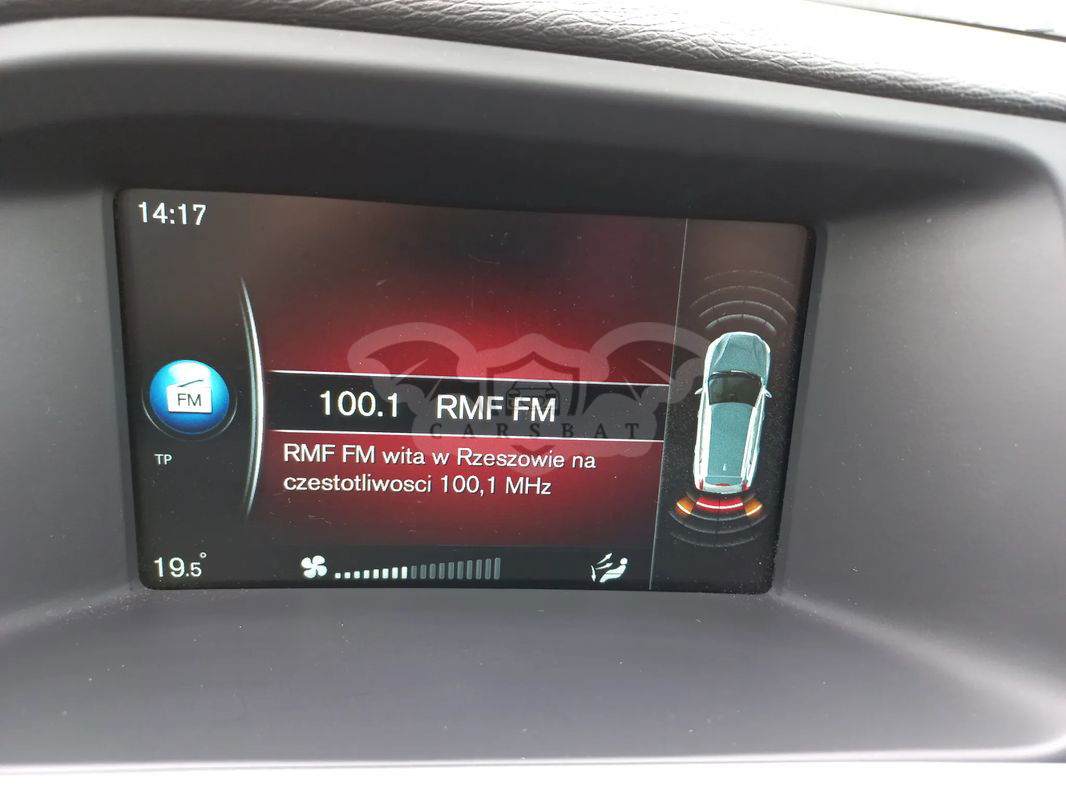 14:17
FM
100.1 RMF FM
CARSBAT
TP
RMF FM wita w Rzeszowie na
czestotliwosci 100,1 MHz
19.5°